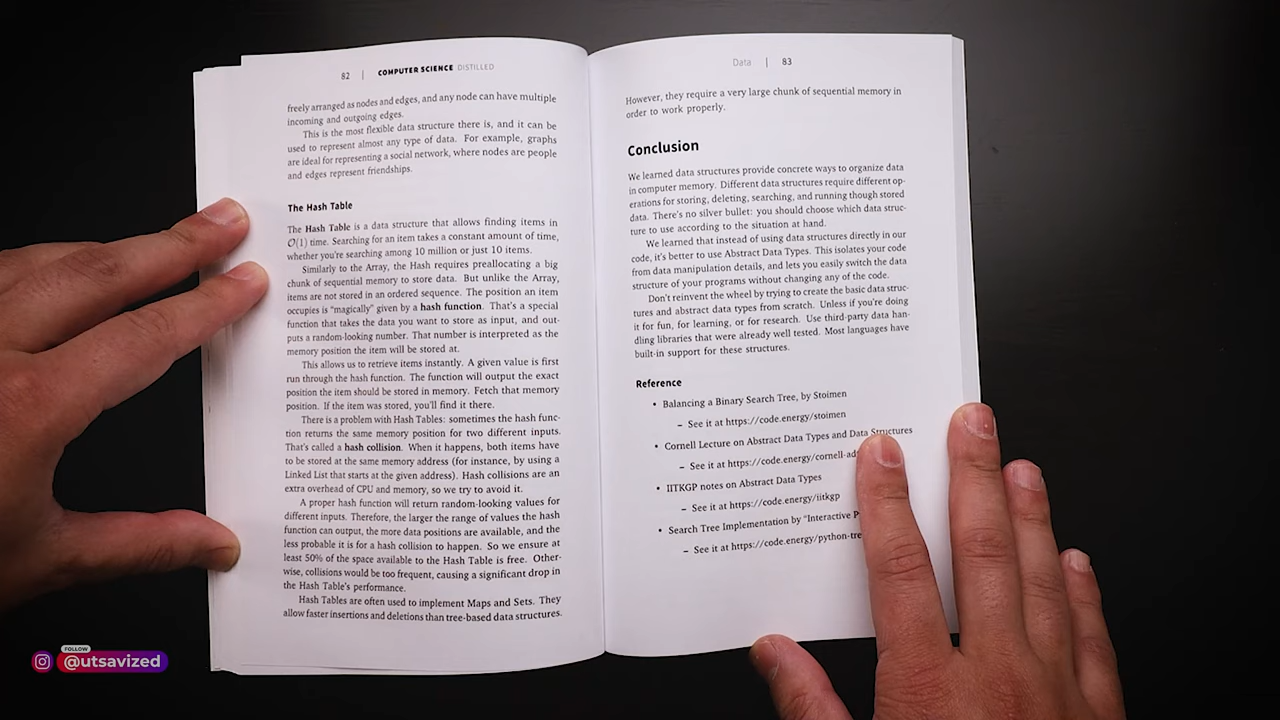 82 | COMPUTER SCIENCE DISTILLED
freely arranged as nodes and edges, and any node can have multiple
incoming and outgoing edges.
This is the most flexible data structure there is, and it can be
used to represent almost any type of data. For example, graphs
are ideal for representing a social network, where nodes are people
and edges represent friendships.
The Hash Table
The Hash Table is a data structure that allows finding items in
O(1) time. Searching for an item takes a constant amount of time,
whether you're searching among 10 million or just 10 items.
Similarly to the Array, the Hash requires preallocating a big
chunk of sequential memory to store data. But unlike the Array,
items are not stored in an ordered sequence. The position an item
occupies is "magically" given by a hash function. That's a special
function that takes the data you want to store as input, and out-
puts a random-looking number. That number is interpreted as the
memory position the item will be stored at.
This allows us to retrieve items instantly. A given value is first
run through the hash function. The function will output the exact
position the item should be stored in memory. Fetch that memory
position. If the item was stored, you'll find it there.
There is a problem with Hash Tables: sometimes the hash func-
tion returns the same memory position for two different inputs.
That's called a hash collision. When it happens, both items have
to be stored at the same memory address (for instance, by using a
Linked List that starts at the given address). Hash collisions are an
extra overhead of CPU and memory, so we try to avoid it.
A proper hash function will return random-looking values for
different inputs. Therefore, the larger the range of values the hash
function can output, the more data positions are available, and the
less probable it is for a hash collision to happen. So we ensure at
least 50% of the space available to the Hash Table is free. Other-
wise, collisions would be too frequent, causing a significant drop in
the Hash Table's performance.
Hash Tables are often used to implement Maps and Sets. They
allow faster insertions and deletions than tree-based data structures.
Data | 83
However, they require a very large chunk of sequential memory in
order to work properly.
Conclusion
We learned data structures provide concrete ways to organize data
in computer memory. Different data structures require different op-
erations for storing, deleting, searching, and running though stored
data. There's no silver bullet: you should choose which data struc-
ture to use according to the situation at hand.
We learned that instead of using data structures directly in our
code, it's better to use Abstract Data Types. This isolates your code
from data manipulation details, and lets you easily switch the data
structure of your programs without changing any of the code.
Don't reinvent the wheel by trying to create the basic data struc-
tures and abstract data types from scratch. Unless if you're doing
it for fun, for learning, or for research. Use third-party data han-
dling libraries that were already well tested. Most languages have
built-in support for these structures.
Reference
• Balancing a Binary Search Tree, by Stoimen
– See it at https://code.energy/stoimen
• Cornell Lecture on Abstract Data Types and Data Structures
– See it at https://code.energy/cornell-ad
• IITKGP notes on Abstract Data Types
– See it at https://code.energy/iitkgp
• Search Tree Implementation by "Interactive P
– See it at https://code.energy/python-tre
FOLLOW
@utsavized